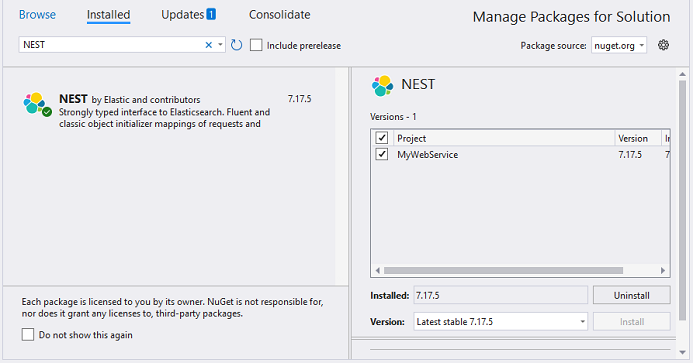 Browse Installed Updates 1 Consolidate
Manage Packages for Solution
NEST
Include prerelease
Package source: nuget.org
NEST by Elastic and contributors 7.17.5
Strongly typed interface to Elasticsearch. Fluent and
classic object initializer mappings of requests and
Each package is licensed to you by its owner. NuGet is not responsible for,
nor does it grant any licenses to, third-party packages.
Do not show this again
NEST
Versions - 1
Project Version
MyWebService 7.17.5 7
Installed: 7.17.5 Uninstall
Version: Latest stable 7.17.5 Install